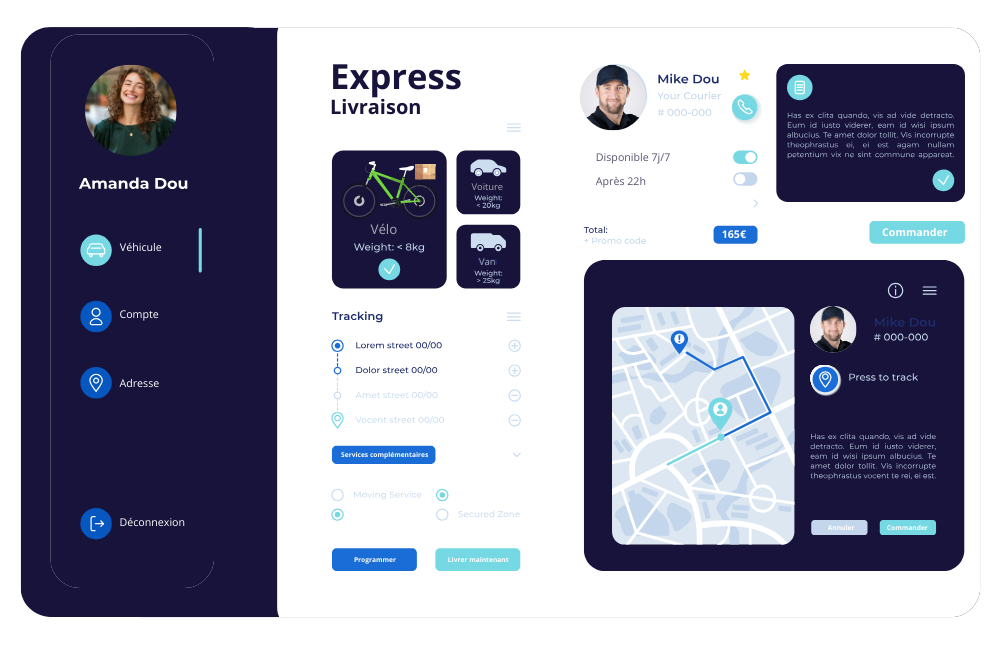 Amanda Dou
Véhicule
Compte
Adresse
Déconnexion
Express
Livraison
Vélo
Weight: < 8kg
Voiture
Weight:
< 20kg
Van
Weight:
> 25kg
Tracking
Lorem street 00/00
Dolor street 00/00
Amet street 00/00
Vocent street 00/00
Services complémentaires
Moving Service
Secured Zone
Programmer
Livrer maintenant
Mike Dou
Your Courier
# 000-000
Disponible 7j/7
Après 22h
Total:
+ Promo code
165€
Has ex clita quando, vis ad vide detracto.
Eum id iusto viderer, eam id wisi ipsum
albucius. Te amet dolor tollit. Vis incorrupte
theophrastus ei, ei est agam nullam
petentium vix ne sint commune appareat.
Commander
Mike Dou
# 000-000
Press to track
Has ex clita quando, vis ad vide
detracto. Eum id iusto viderer,
eam id wisi ipsum albucius. Te
amet dolor tollit. Vis incorrupte
theophrastus vocent te rei, ei est.
Annuler
Commander